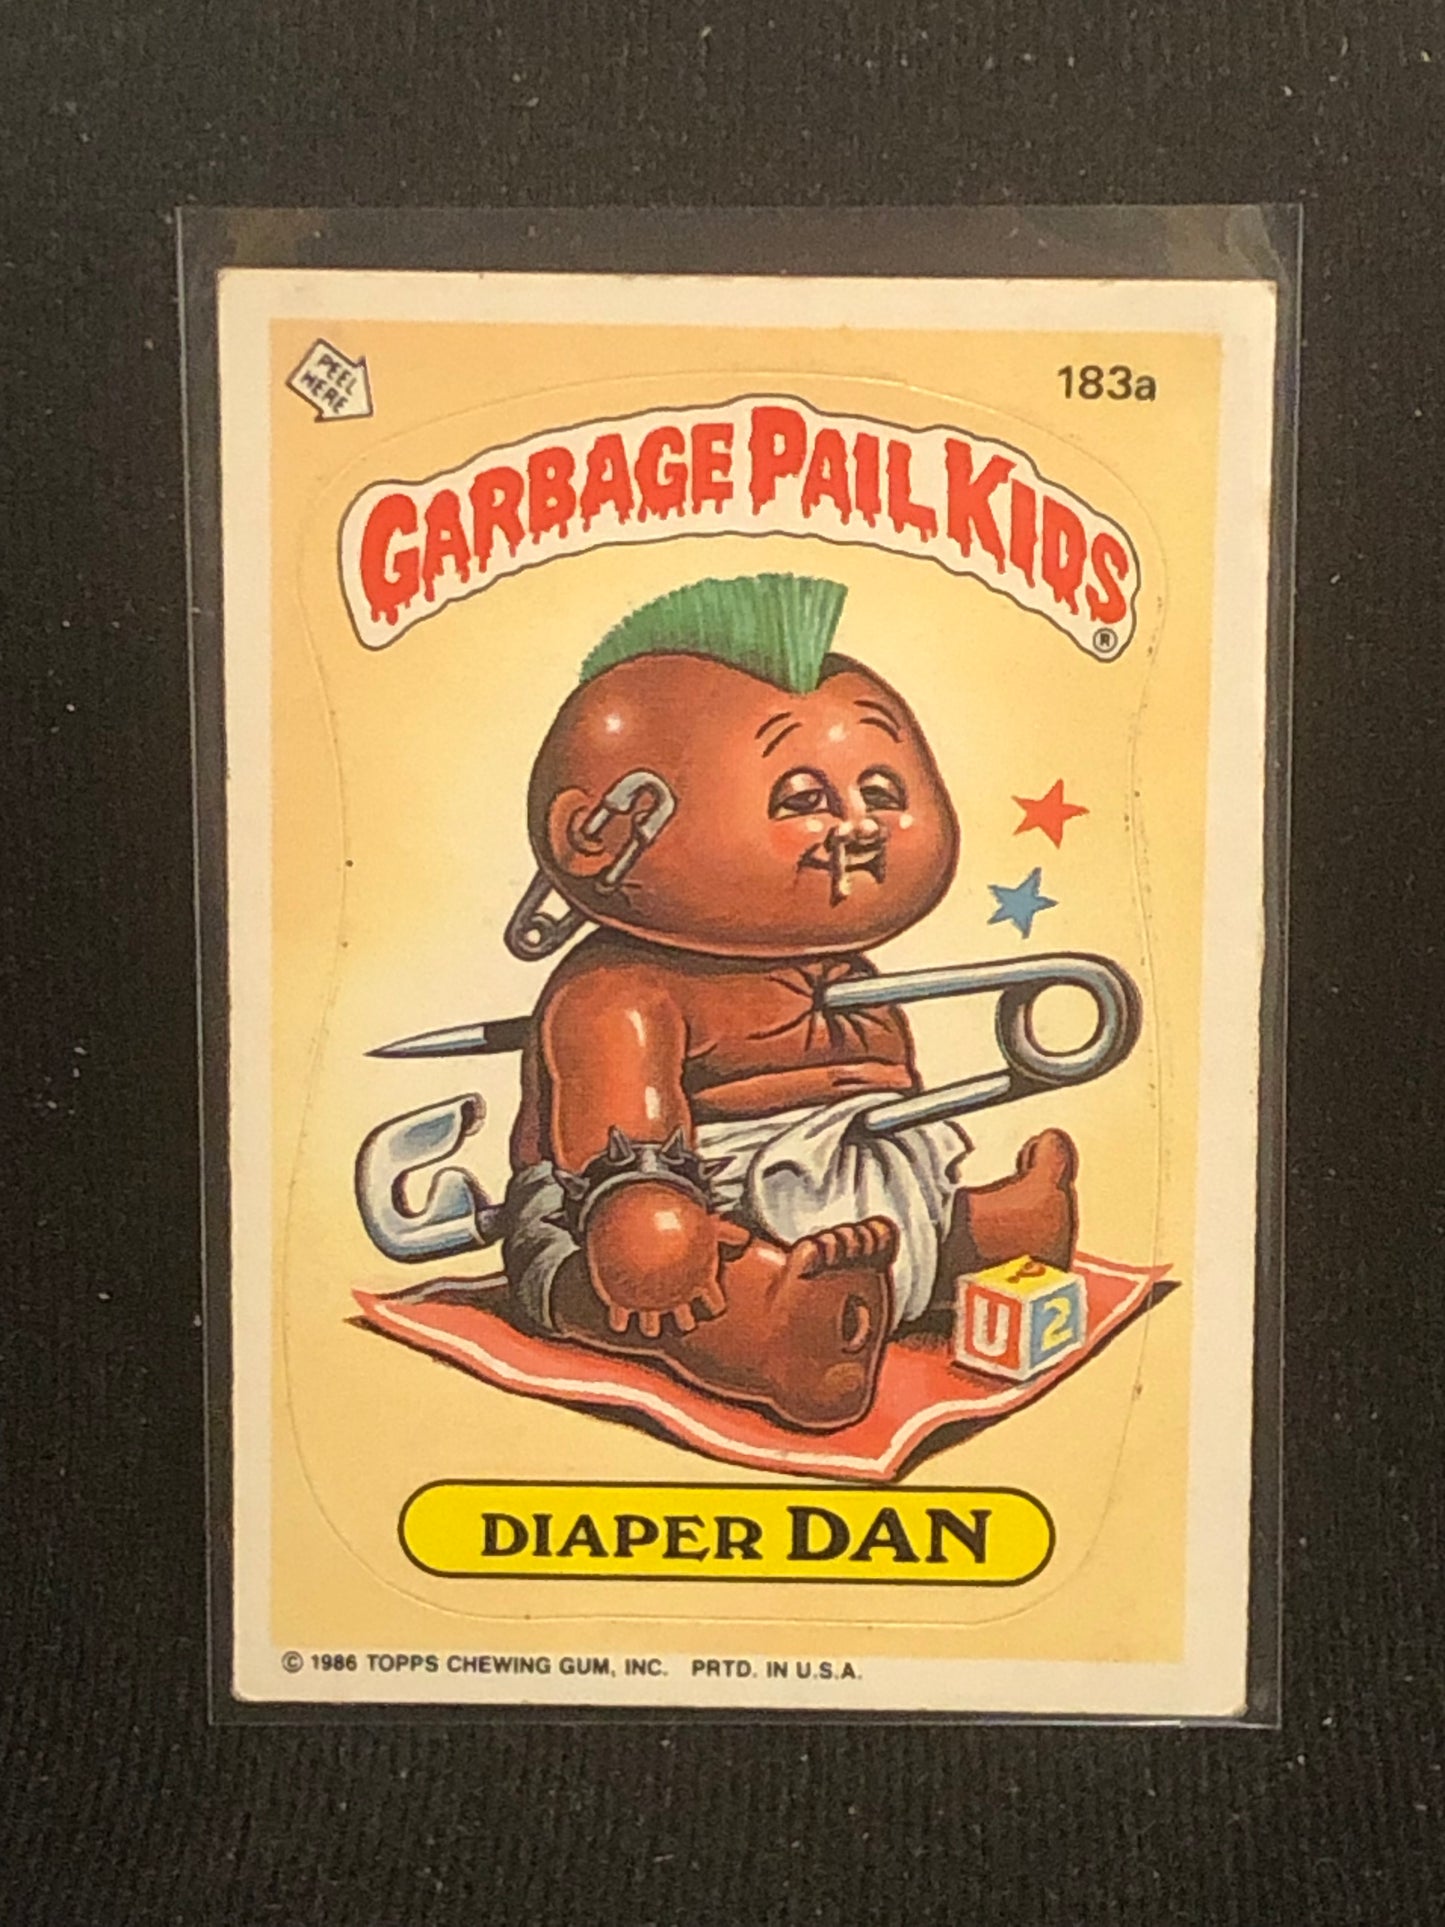 PEEL
HERE
183a
GARBAGE PAIL KIDS
®
U 2
DIAPER DAN
© 1986 TOPPS CHEWING GUM, INC. PRTD. IN U.S.A.